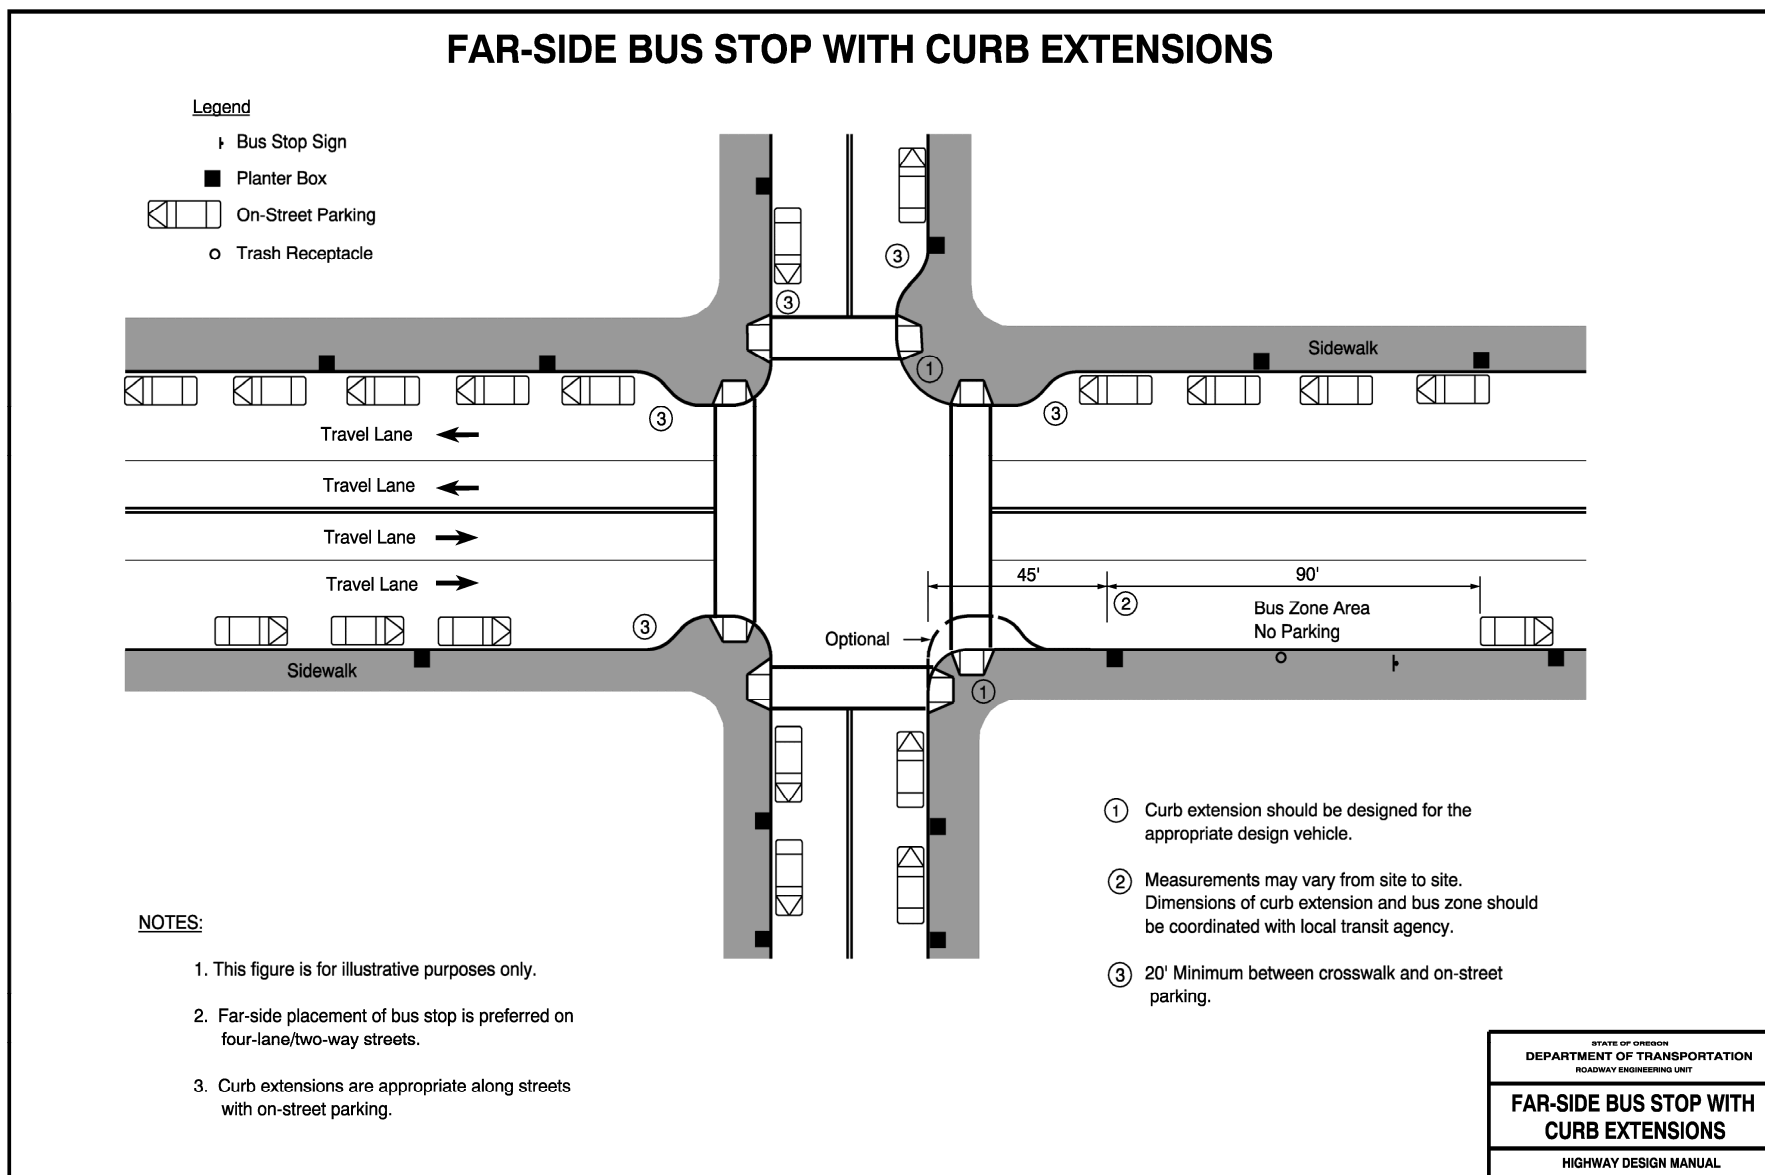 FAR-SIDE BUS STOP WITH CURB EXTENSIONS
Legend
Bus Stop Sign
Planter Box
On-Street Parking
Trash Receptacle
3
3
Sidewalk
1
3
3
Travel Lane
Travel Lane
Travel Lane
Travel Lane
45'
90'
2
Bus Zone Area
No Parking
3
Optional
Sidewalk
1
1 Curb extension should be designed for the
appropriate design vehicle.
2 Measurements may vary from site to site.
Dimensions of curb extension and bus zone should
be coordinated with local transit agency.
3 20' Minimum between crosswalk and on-street
parking.
NOTES:
1. This figure is for illustrative purposes only.
2. Far-side placement of bus stop is preferred on
four-lane/two-way streets.
3. Curb extensions are appropriate along streets
with on-street parking.
STATE OF OREGON
DEPARTMENT OF TRANSPORTATION
ROADWAY ENGINEERING UNIT
FAR-SIDE BUS STOP WITH
CURB EXTENSIONS
HIGHWAY DESIGN MANUAL